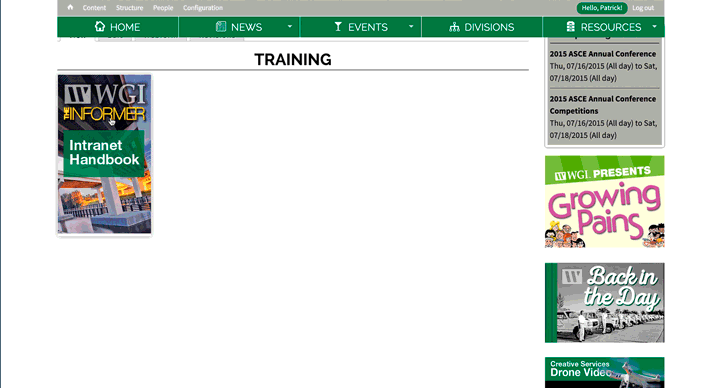 Content Structure People Configuration Hello, Patrick! Log out
HOME NEWS EVENTS DIVISIONS RESOURCES
TRAINING
WGI
THE INFORMER
Intranet
Handbook
2015 ASCE Annual Conference
Thu, 07/16/2015 (All day) to Sat,
07/18/2015 (All day)
2015 ASCE Annual Conference
Competitions
Thu, 07/16/2015 (All day) to Sat,
07/18/2015 (All day)
WGI. PRESENTS
Growing
Pains
Back in
the Day
Creative Services
Drone Video